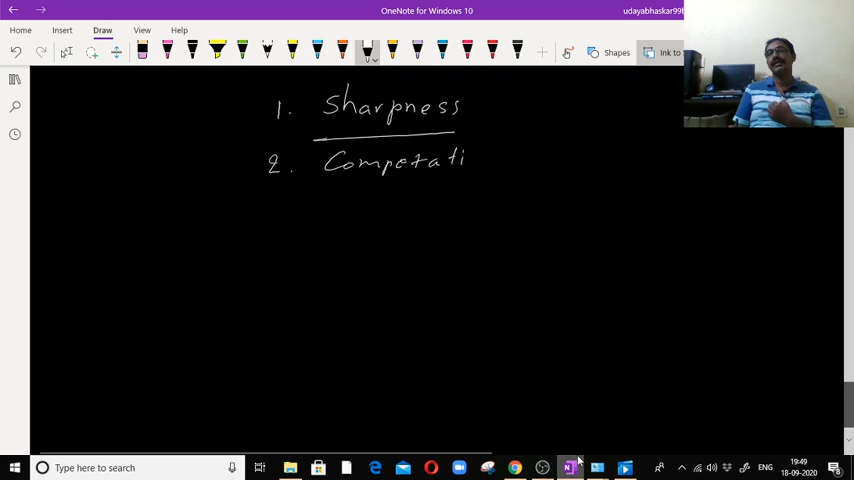 OneNote for Windows 10
udayabhaskar99
Home Insert Draw View Help
Shapes
Ink to
1. Sharpness
2. Competati
Type here to search
ENG
19:49
18-09-2020